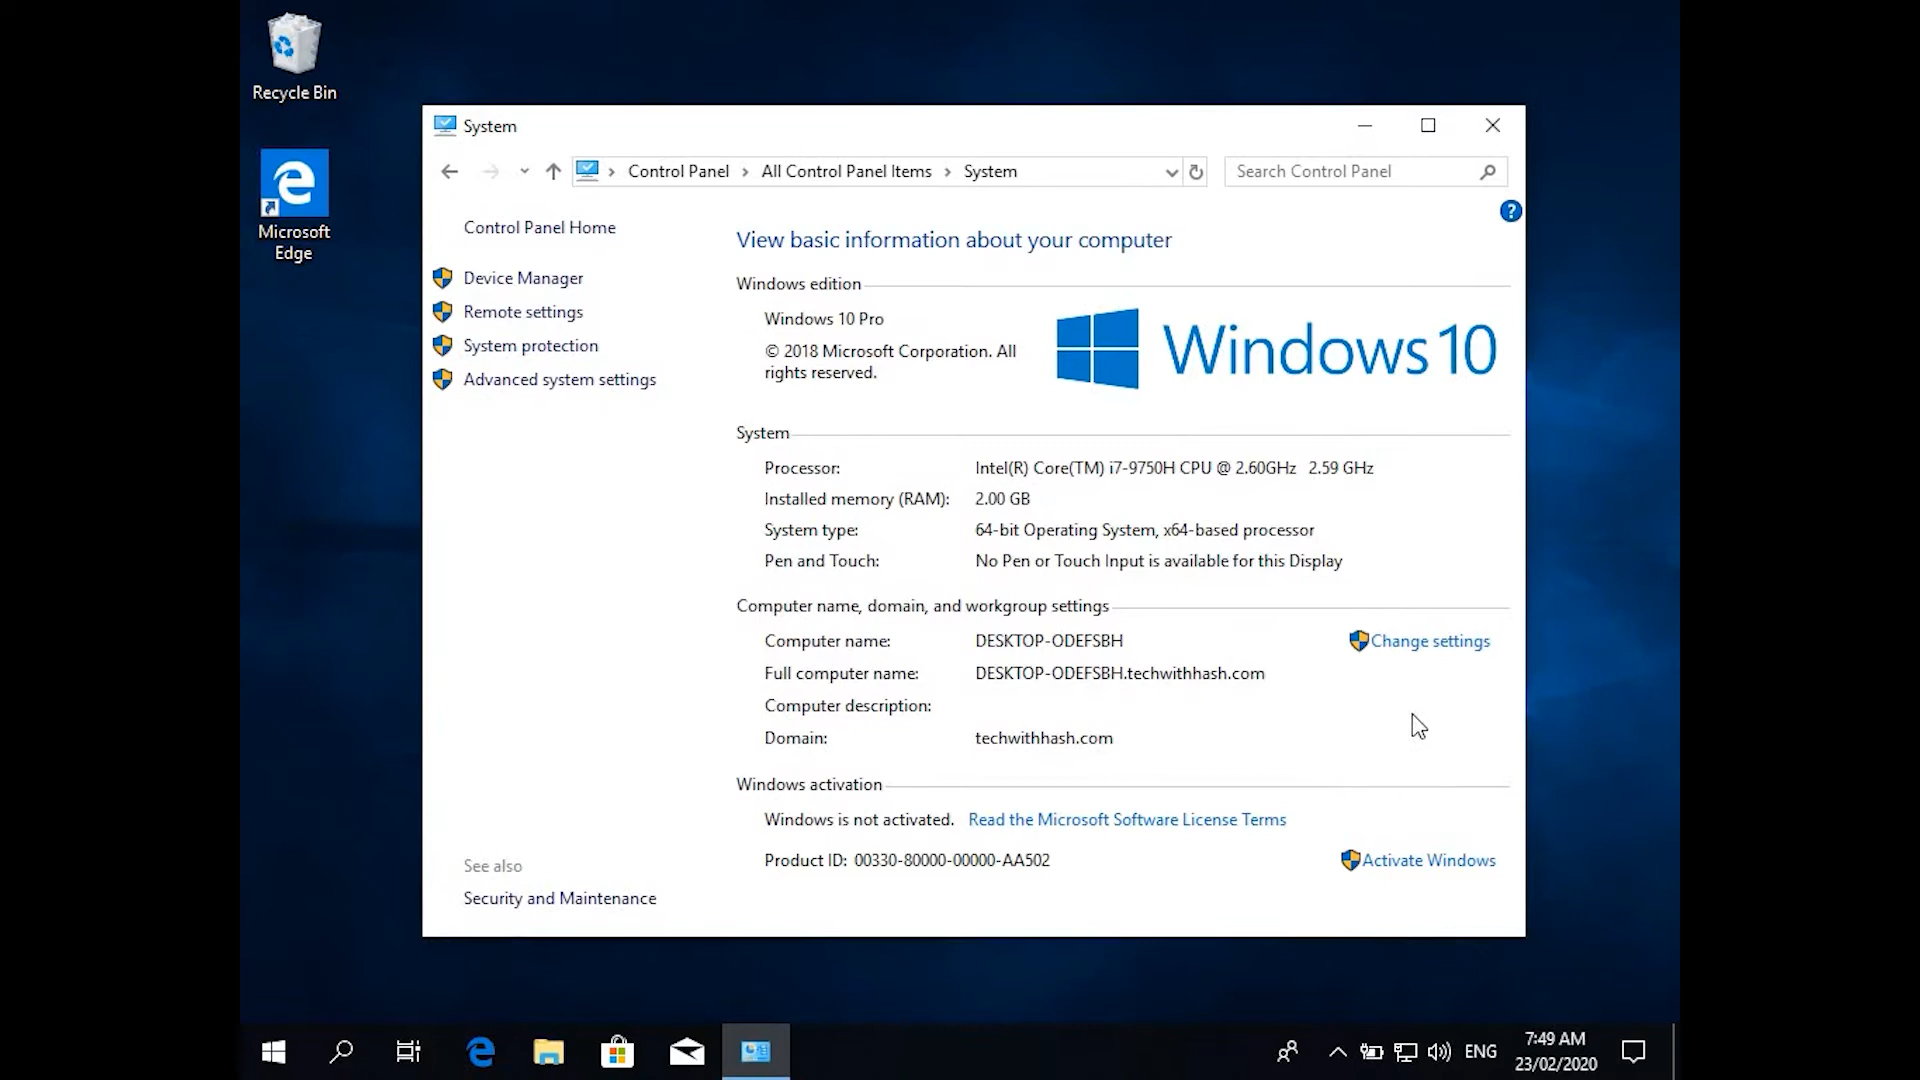 Recycle Bin
Microsoft
Edge
System
Control Panel
All Control Panel Items
System
Search Control Panel
?
Control Panel Home
Device Manager
Remote settings
System protection
Advanced system settings
View basic information about your computer
Windows edition
Windows 10 Pro
© 2018 Microsoft Corporation. All
rights reserved.
Windows 10
System
Processor: Intel(R) Core(TM) i7-9750H CPU @ 2.60GHz 2.59 GHz
Installed memory (RAM): 2.00 GB
System type: 64-bit Operating System, x64-based processor
Pen and Touch: No Pen or Touch Input is available for this Display
Computer name, domain, and workgroup settings
Computer name: DESKTOP-ODEFSBH Change settings
Full computer name: DESKTOP-ODEFSBH.techwithhash.com
Computer description:
Domain: techwithhash.com
Windows activation
Windows is not activated. Read the Microsoft Software License Terms
Product ID: 00330-80000-00000-AA502 Activate Windows
See also
Security and Maintenance
ENG
7:49 AM
23/02/2020